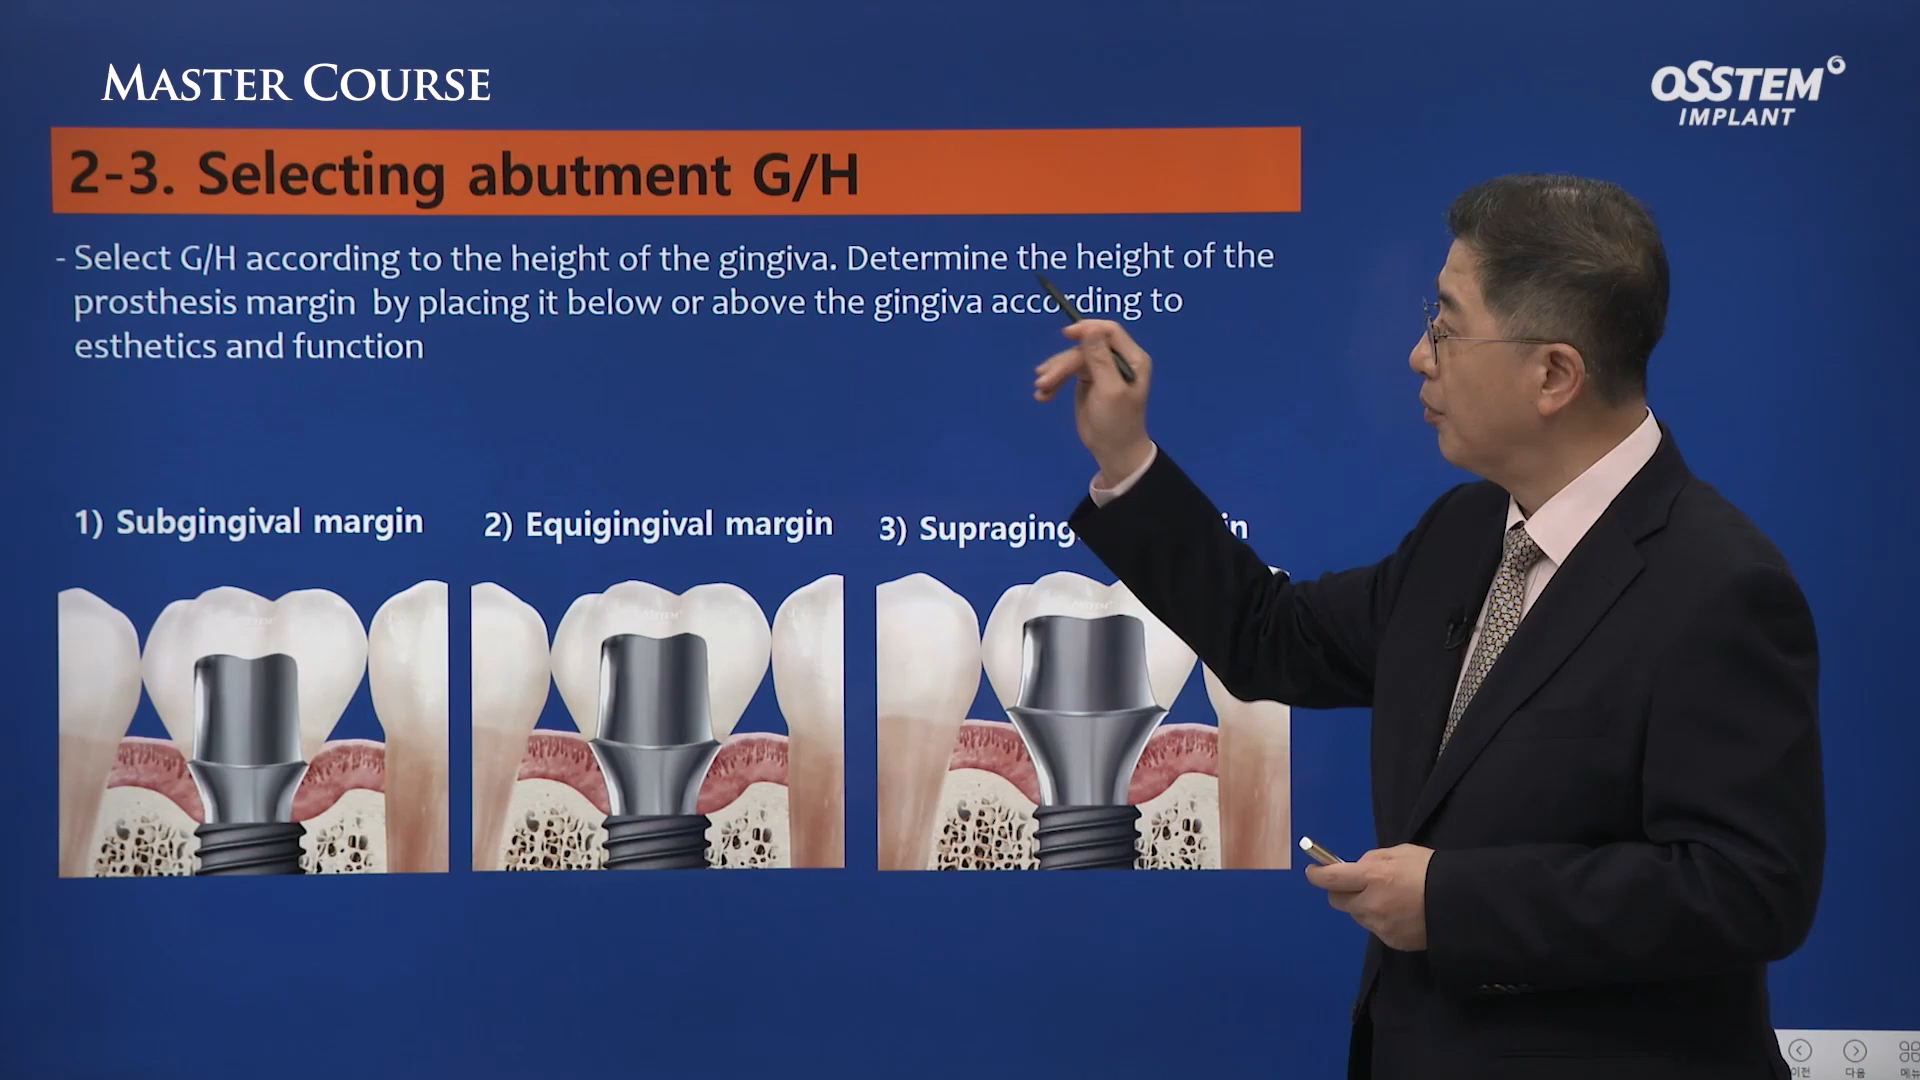 MASTER COURSE
OSSTEM
IMPLANT
2-3. Selecting abutment G/H
- Select G/H according to the height of the gingiva. Determine the height of the
prosthesis margin by placing it below or above the gingiva according to
esthetics and function
1) Subgingival margin
2) Equigingival margin
3)
이전
다음
메뉴